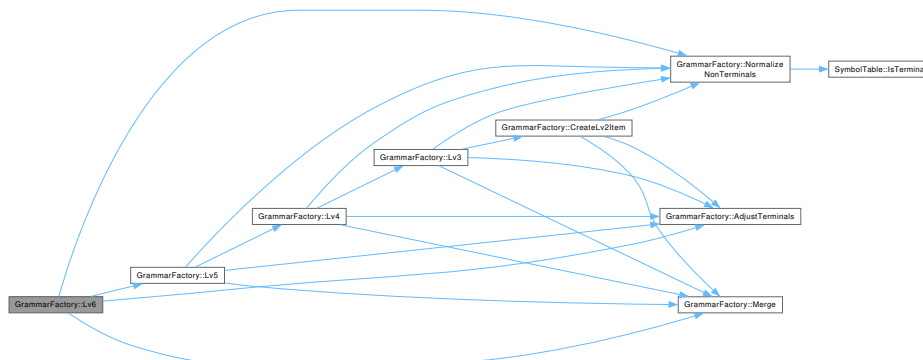 GrammarFactory::Normalize
NonTerminals
SymbolTable::IsTermina
GrammarFactory::CreateLv2Item
GrammarFactory::Lv3
GrammarFactory::Lv4
GrammarFactory::AdjustTerminals
GrammarFactory::Lv5
GrammarFactory::Lv6
GrammarFactory::Merge